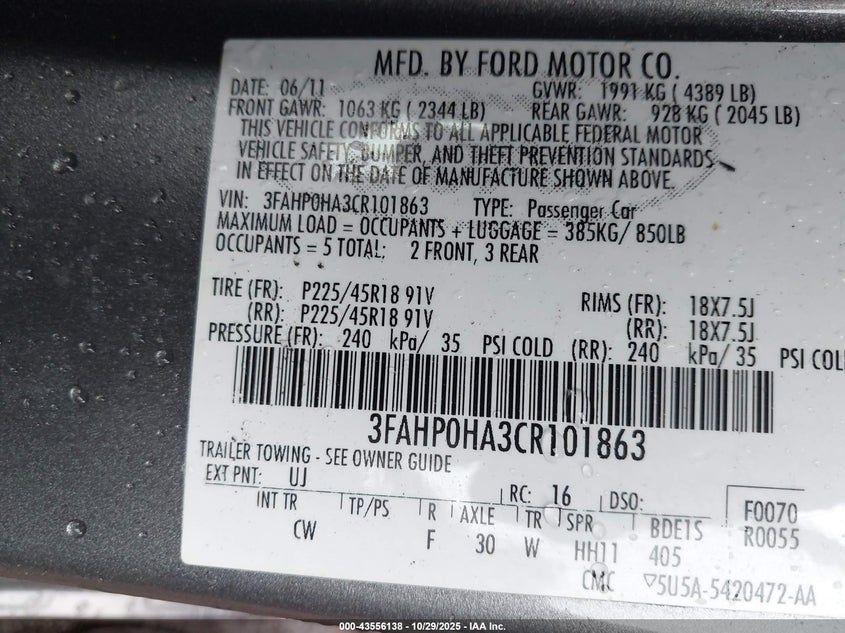 MFD. BY FORD MOTOR CO.
DATE: 06/11 GVWR: 1991 KG ( 4389 LB)
FRONT GAWR: 1063 KG ( 2344 LB) REAR GAWR: 928 KG ( 2045 LB)
THIS VEHICLE CONFORMS TO ALL APPLICABLE FEDERAL MOTOR
VEHICLE SAFETY, BUMPER, AND THEFT PREVENTION STANDARDS
IN EFFECT ON THE DATE OF MANUFACTURE SHOWN ABOVE.
VIN: 3FAHP0HA3CR101863 TYPE: Passenger Car
MAXIMUM LOAD = OCCUPANTS + LUGGAGE = 385KG/ 850LB
OCCUPANTS = 5 TOTAL: 2 FRONT, 3 REAR
TIRE (FR): P225/45R18 91V RIMS (FR): 18X7.5J
(RR): P225/45R18 91V (RR): 18X7.5J
PRESSURE (FR): 240 kPa/ 35 PSI COLD (RR): 240 kPa/ 35 PSI COL
3FAHP0HA3CR101863
TRAILER TOWING - SEE OWNER GUIDE
EXT PNT: UJ RC: 16 DSO: F0070
INT TR TP/PS R AXLE TR SPR BDE1S R0055
CW F 30 W HH11 405
CMC 5U5A-5420472-AA
000-43556138 - 10/29/2025 - IAA Inc.